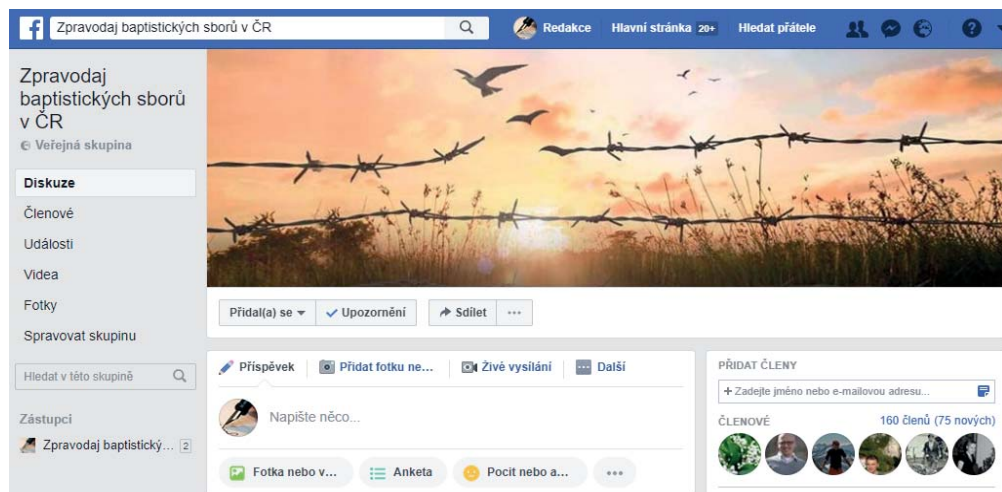 Zpravodaj baptistických sborů v ČR
Redakce
Hlavní stránka 20+
Hledat přátele
Zpravodaj
baptistických sborů
v ČR
Veřejná skupina
Diskuze
Členové
Události
Videa
Fotky
Spravovat skupinu
Hledat v této skupině
Zástupci
Zpravodaj baptistický... 2
Přidal(a) se
Upozornění
Sdílet
Příspěvek
Přidat fotku ne...
Živé vysílání
Další
Napište něco...
Fotka nebo v...
Anketa
Pocit nebo a...
PŘIDAT ČLENY
+ Zadejte jméno nebo e-mailovou adresu...
ČLENOVÉ
160 členů (75 nových)